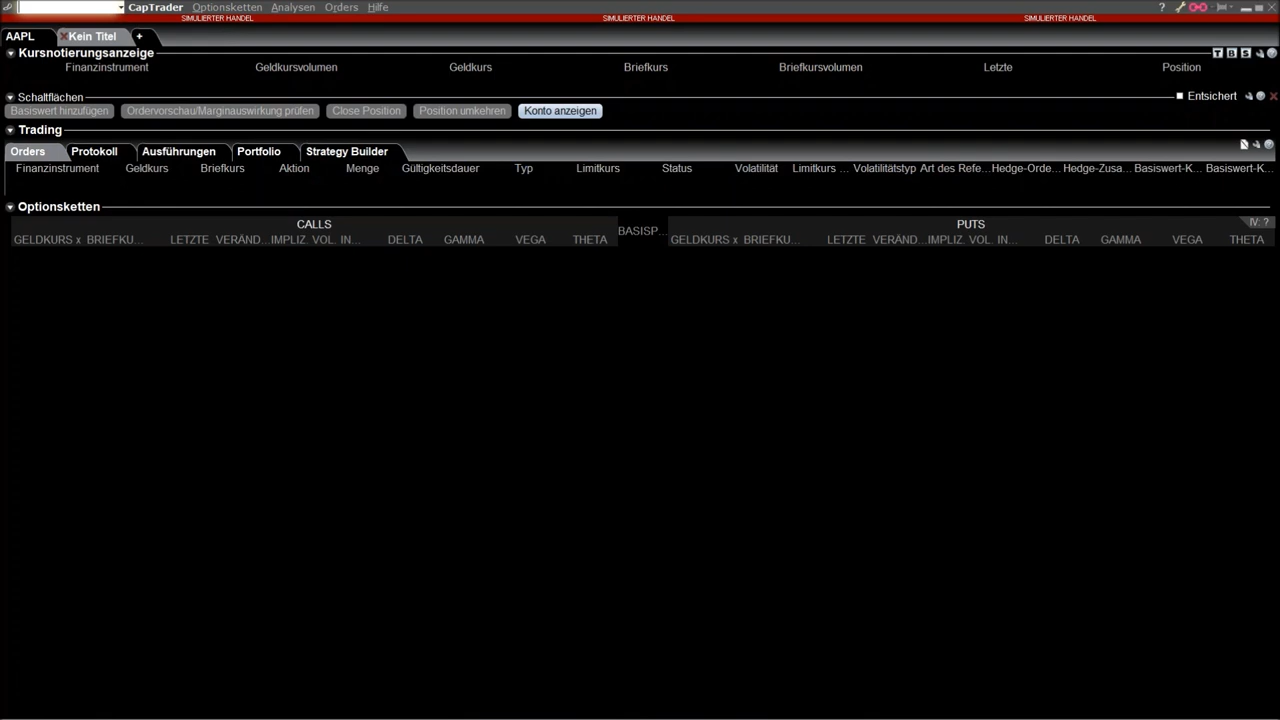 CapTrader Optionsketten Analysen Orders Hilfe ?
SIMULIERTER HANDEL SIMULIERTER HANDEL SIMULIERTER HANDEL
AAPL Kein Titel +
Kursnotierungsanzeige T B S
Finanzinstrument Geldkursvolumen Geldkurs Briefkurs Briefkursvolumen Letzte Position
Schaltflächen Entsichert
Basiswert hinzufügen Ordervorschau/Marginauswirkung prüfen Close Position Position umkehren Konto anzeigen
Trading
Orders Protokoll Ausführungen Portfolio Strategy Builder
Finanzinstrument Geldkurs Briefkurs Aktion Menge Gültigkeitsdauer Typ Limitkurs Status Volatilität Limitkurs ... Volatilitätstyp Art des Refe... Hedge-Orde... Hedge-Zusa... Basiswert-K... Basiswert-K...
Optionsketten
CALLS BASISP... PUTS IV: ?
GELDKURS x BRIEFKU... LETZTE VERÄND... IMPLIZ. VOL. IN... DELTA GAMMA VEGA THETA GELDKURS x BRIEFKU... LETZTE VERÄND... IMPLIZ. VOL. IN... DELTA GAMMA VEGA THETA